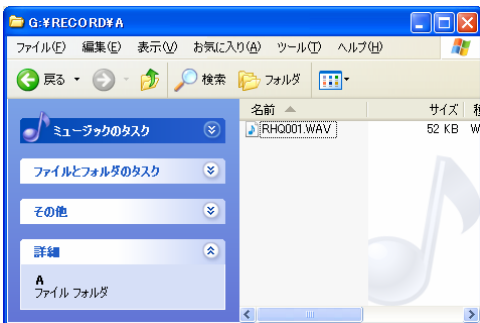 G:¥RECORD¥A
ファイル(F) 編集(E) 表示(V) お気に入り(A) ツール(T) ヘルプ(H)
戻る 検索 フォルダ
名前 サイズ 種
RHQ001.WAV 52 KB W
ミュージックのタスク
ファイルとフォルダのタスク
その他
詳細
A
ファイル フォルダ